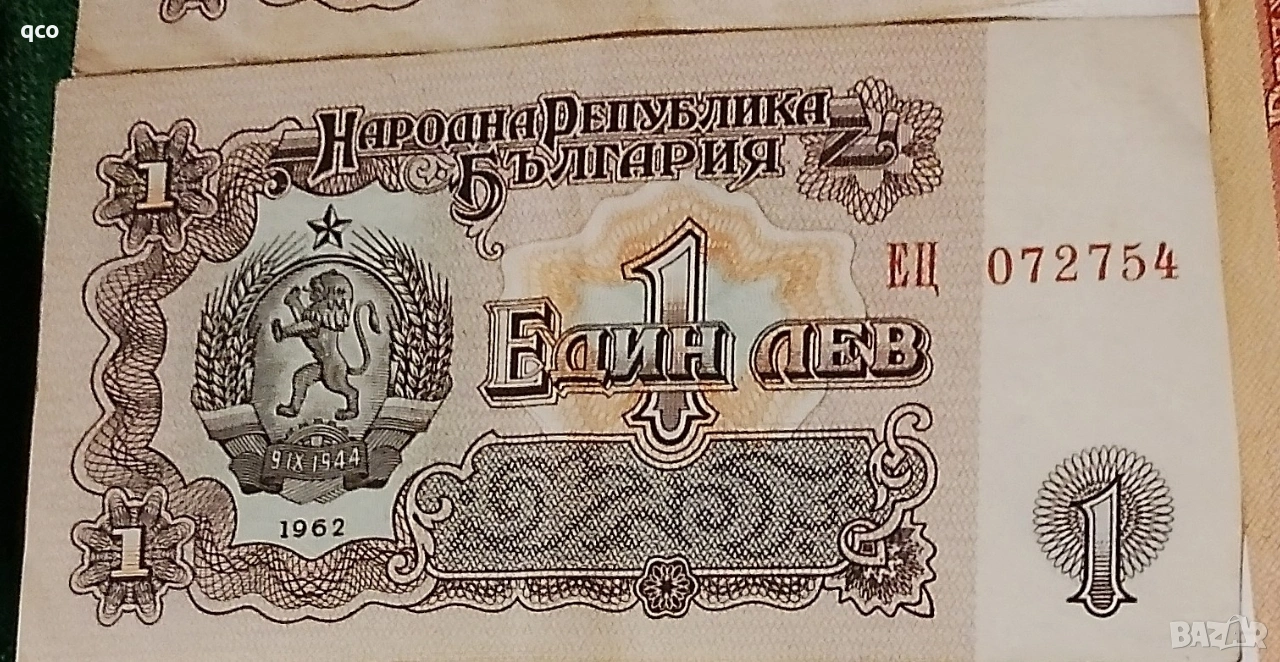 qco
1
НАРОДНА РЕПУБЛИКА
БЪЛГАРИЯ
ЕЦ 072754
1
ЕДИН ЛЕВ
9 IX 1944
1962
1
1
BAZAR